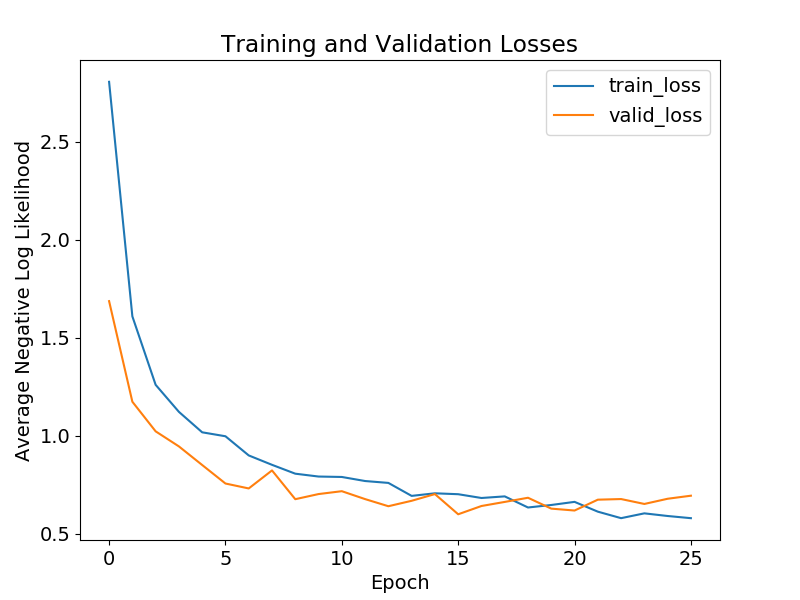 Training and Validation Losses
train_loss
valid_loss
Average Negative Log Likelihood
2.5
2.0
1.5
1.0
0.5
0 5 10 15 20 25
Epoch